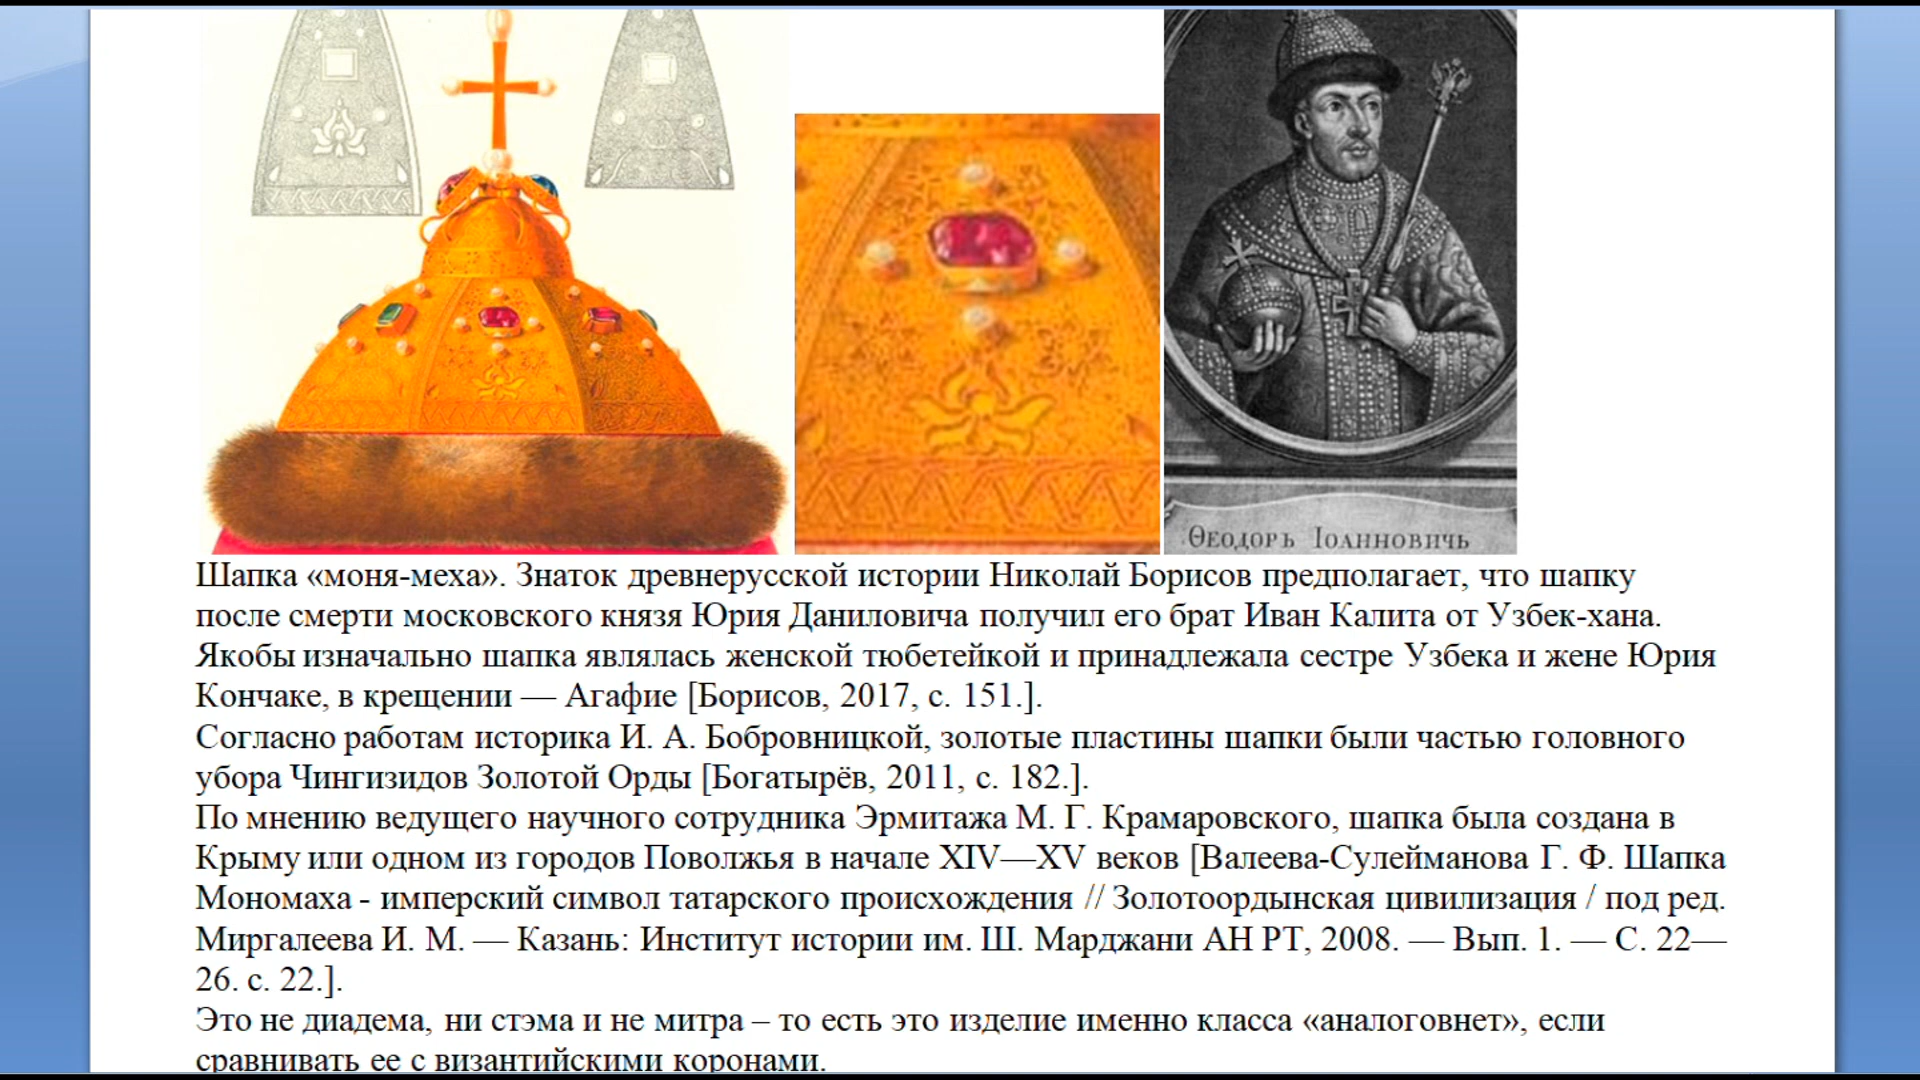 Ѳеодоръ Іоанновичь
Шапка «моня-меха». Знаток древнерусской истории Николай Борисов предполагает, что шапку
после смерти московского князя Юрия Даниловича получил его брат Иван Калита от Узбек-хана.
Якобы изначально шапка являлась женской тюбетейкой и принадлежала сестре Узбека и жене Юрия
Кончаке, в крещении — Агафие [Борисов, 2017, с. 151.].
Согласно работам историка И. А. Бобровницкой, золотые пластины шапки были частью головного
убора Чингизидов Золотой Орды [Богатырёв, 2011, с. 182.].
По мнению ведущего научного сотрудника Эрмитажа М. Г. Крамаровского, шапка была создана в
Крыму или одном из городов Поволжья в начале XIV—XV веков [Валеева-Сулейманова Г. Ф. Шапка
Мономаха - имперский символ татарского происхождения // Золотоордынская цивилизация / под ред.
Миргалеева И. М. — Казань: Институт истории им. Ш. Марджани АН РТ, 2008. — Вып. 1. — С. 22—
26. с. 22.].
Это не диадема, ни стэма и не митра – то есть это изделие именно класса «аналоговнет», если
сравнивать ее с византийскими коронами.